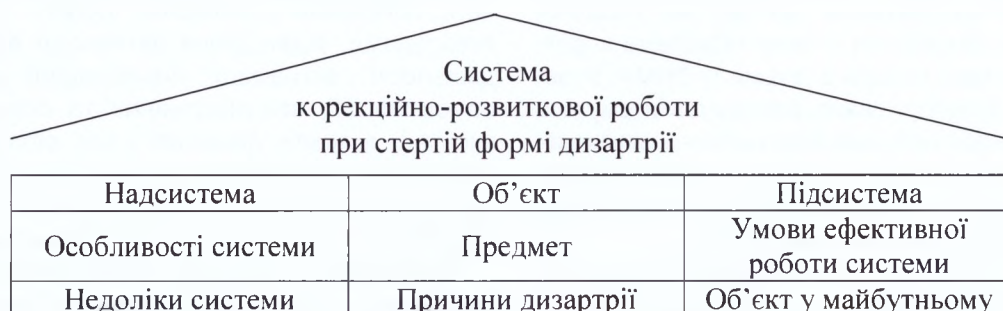 Система
корекційно-розвиткової роботи
при стертій формі дизартрії
Надсистема Об’єкт Підсистема
Особливості системи Предмет Умови ефективної
роботи системи
Недоліки системи Причини дизартрії Об’єкт у майбутньому